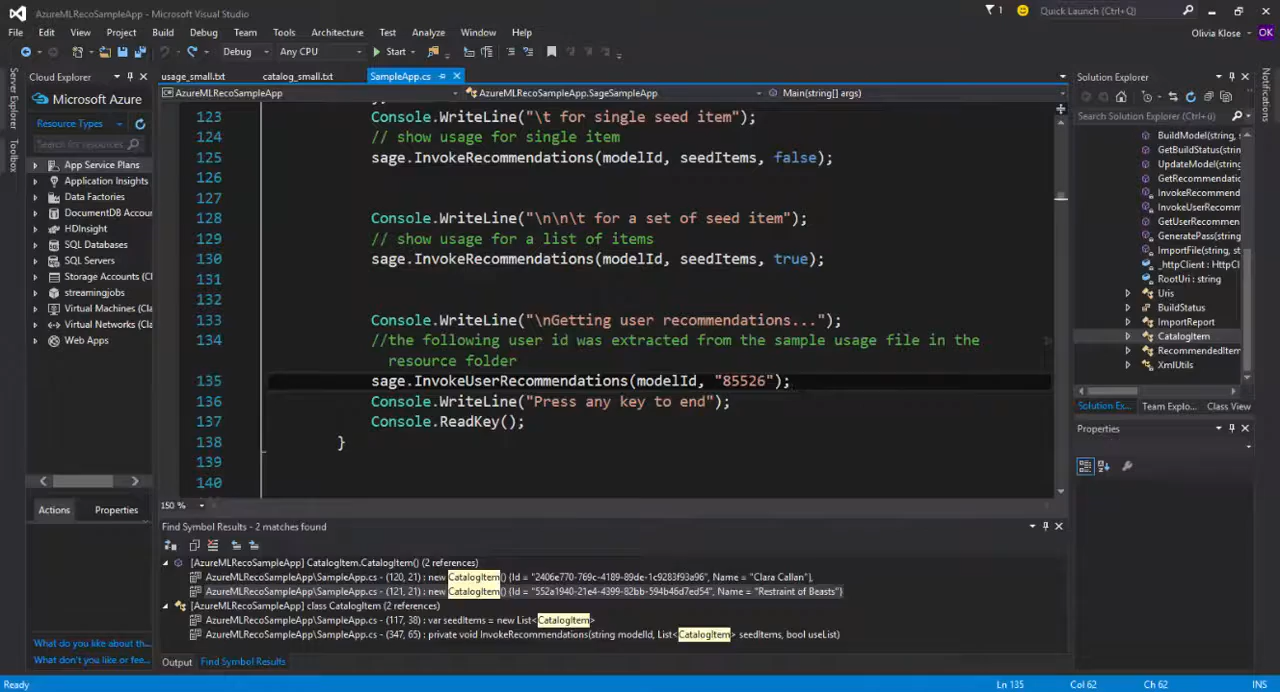 AzureMLRecoSampleApp - Microsoft Visual Studio
1
Quick Launch (Ctrl+Q)
File Edit View Project Build Debug Team Tools Architecture Test Analyze Window Help
Olivia Klose OK
Debug Any CPU Start
Server Explorer
Toolbox
Cloud Explorer
Microsoft Azure
Resource Types
Search for resources
App Service Plans
Application Insights
Data Factories
DocumentDB Accour
HDInsight
SQL Databases
SQL Servers
Storage Accounts (Cl
streamingjobs
Virtual Machines (Cla
Virtual Networks (Cla
Web Apps
Actions Properties
What do you like about th...
What don't you like or fee...
usage_small.txt catalog_small.txt SampleApp.cs
AzureMLRecoSampleApp AzureMLRecoSampleApp.SageSampleApp Main(string[] args)
123 Console.WriteLine("\t for single seed item");
124 // show usage for single item
125 sage.InvokeRecommendations(modelId, seedItems, false);
126
127
128 Console.WriteLine("\n\n\t for a set of seed item");
129 // show usage for a list of items
130 sage.InvokeRecommendations(modelId, seedItems, true);
131
132
133 Console.WriteLine("\nGetting user recommendations...");
134 //the following user id was extracted from the sample usage file in the
resource folder
135 sage.InvokeUserRecommendations(modelId, "85526");
136 Console.WriteLine("Press any key to end");
137 Console.ReadKey();
138 }
139
140
150 %
Find Symbol Results - 2 matches found
[AzureMLRecoSampleApp] CatalogItem.CatalogItem() (2 references)
AzureMLRecoSampleApp\SampleApp.cs - (120, 21) : new CatalogItem() {Id = "2406e770-769c-4189-89de-1c9283f93a96", Name = "Clara Callan"},
AzureMLRecoSampleApp\SampleApp.cs - (121, 21) : new CatalogItem() {Id = "552a1940-21e4-4399-82bb-594b46d7ed54", Name = "Restraint of Beasts"}
[AzureMLRecoSampleApp] class CatalogItem (2 references)
AzureMLRecoSampleApp\SampleApp.cs - (117, 38) : var seedItems = new List<CatalogItem>
AzureMLRecoSampleApp\SampleApp.cs - (347, 65) : private void InvokeRecommendations(string modelId, List<CatalogItem> seedItems, bool useList)
Output Find Symbol Results
Solution Explorer
Search Solution Explorer (Ctrl+ü)
BuildModel(string,
GetBuildStatus(strin
UpdateModel(string,
GetRecommendatio
InvokeRecommend
InvokeUserRecomm
GetUserRecommen
GeneratePass(string
ImportFile(string, st
_httpClient : HttpCl
RootUri : string
Uris
BuildStatus
ImportReport
CatalogItem
RecommendedItem
XmlUtils
Solution Ex... Team Explo... Class View
Properties
Notifications
Ready Ln 135 Col 62 Ch 62 INS